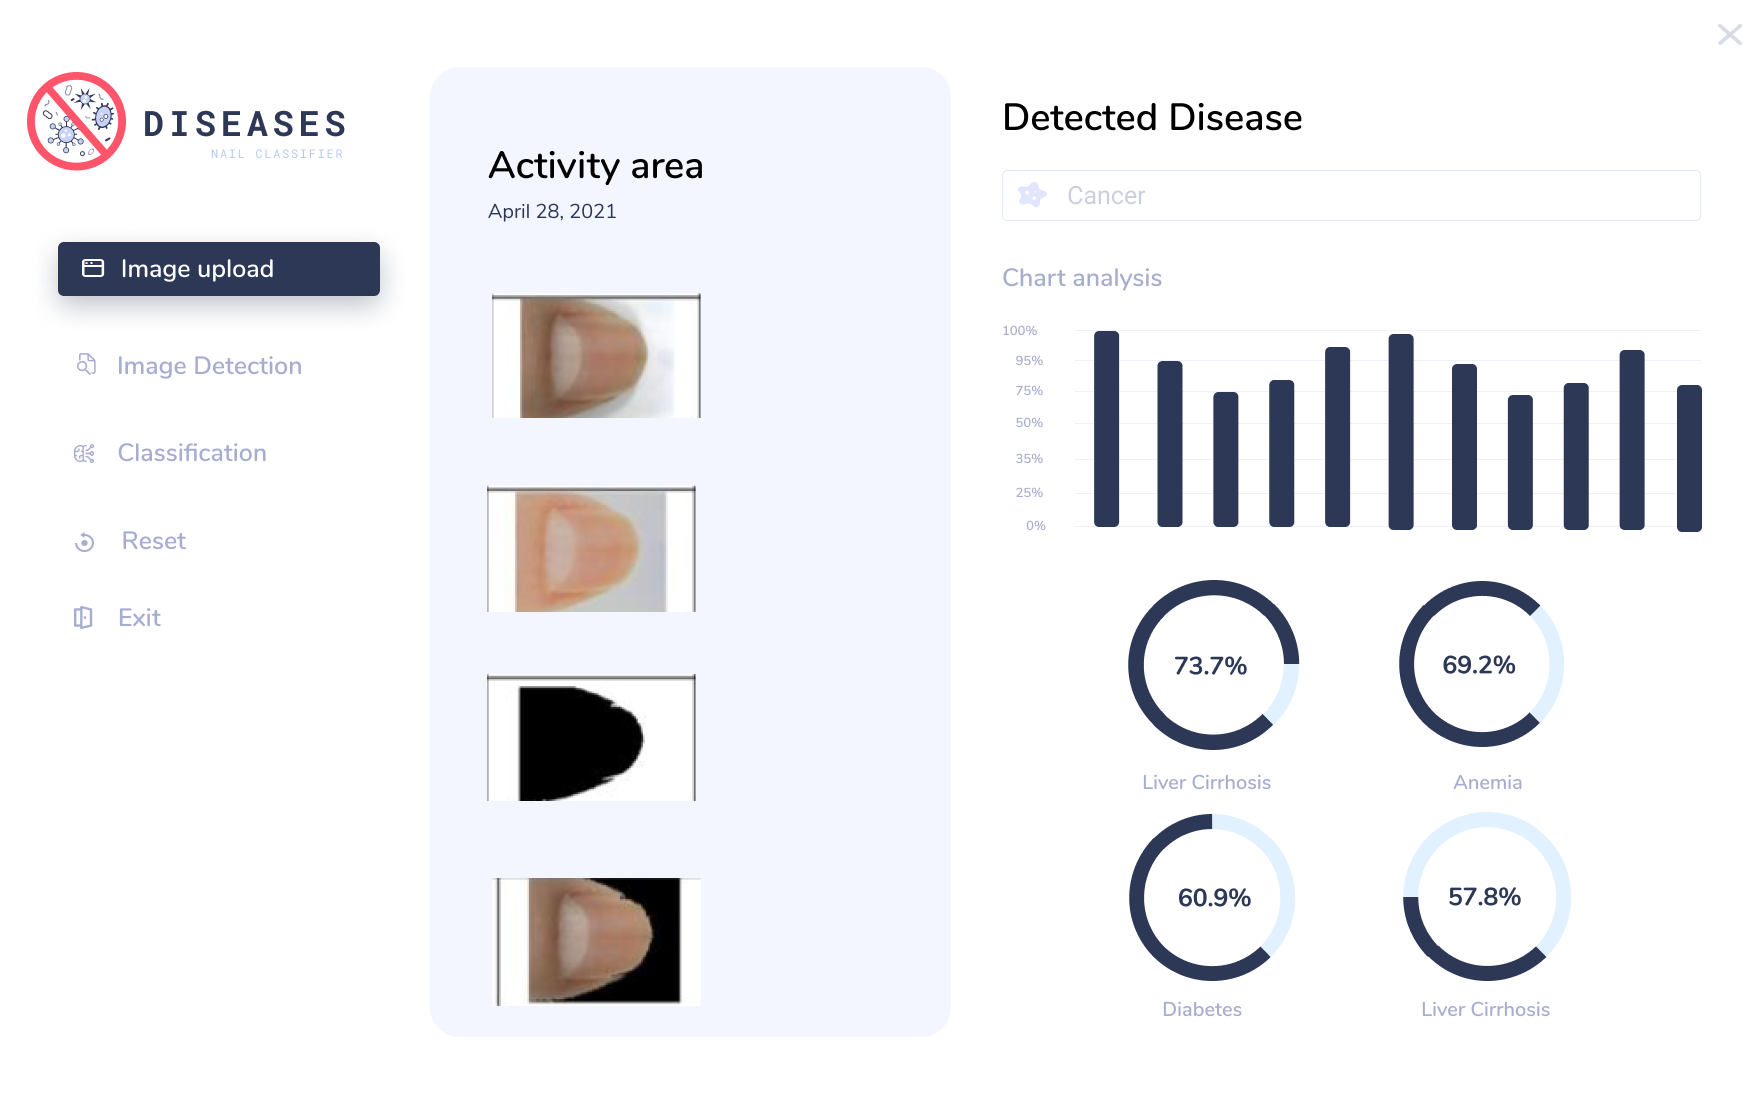 DISEASES
NAIL CLASSIFIER
Image upload
Image Detection
Classification
Reset
Exit
Activity area
April 28, 2021
Detected Disease
Cancer
Chart analysis
100%
95%
75%
50%
35%
25%
0%
73.7%
69.2%
Liver Cirrhosis
Anemia
60.9%
57.8%
Diabetes
Liver Cirrhosis